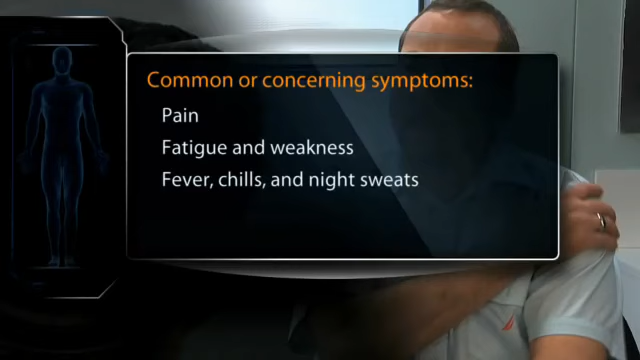 Common or concerning symptoms:
Pain
Fatigue and weakness
Fever, chills, and night sweats